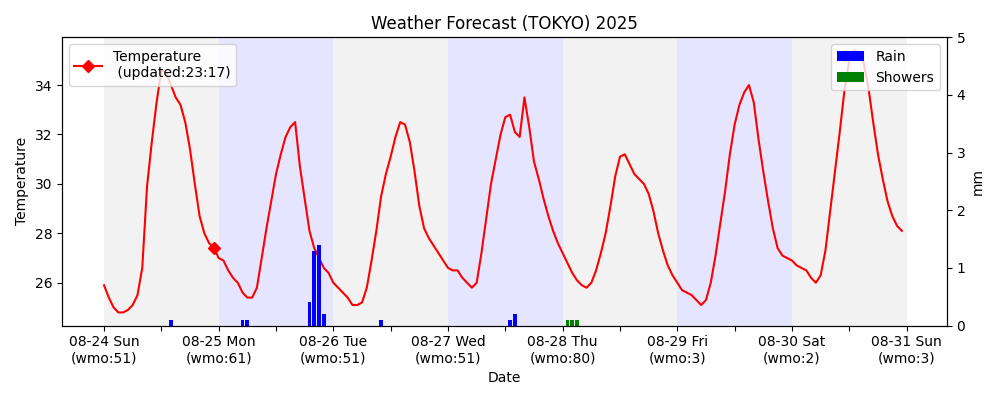 Weather Forecast (TOKYO) 2025
Temperature
(updated:23:17)
Rain
Showers
Temperature
34
32
30
28
26
5
4
3
2
1
0
mm
08-24 Sun
(wmo:51)
08-25 Mon
(wmo:61)
08-26 Tue
(wmo:51)
08-27 Wed
(wmo:51)
08-28 Thu
(wmo:80)
08-29 Fri
(wmo:3)
08-30 Sat
(wmo:2)
08-31 Sun
(wmo:3)
Date